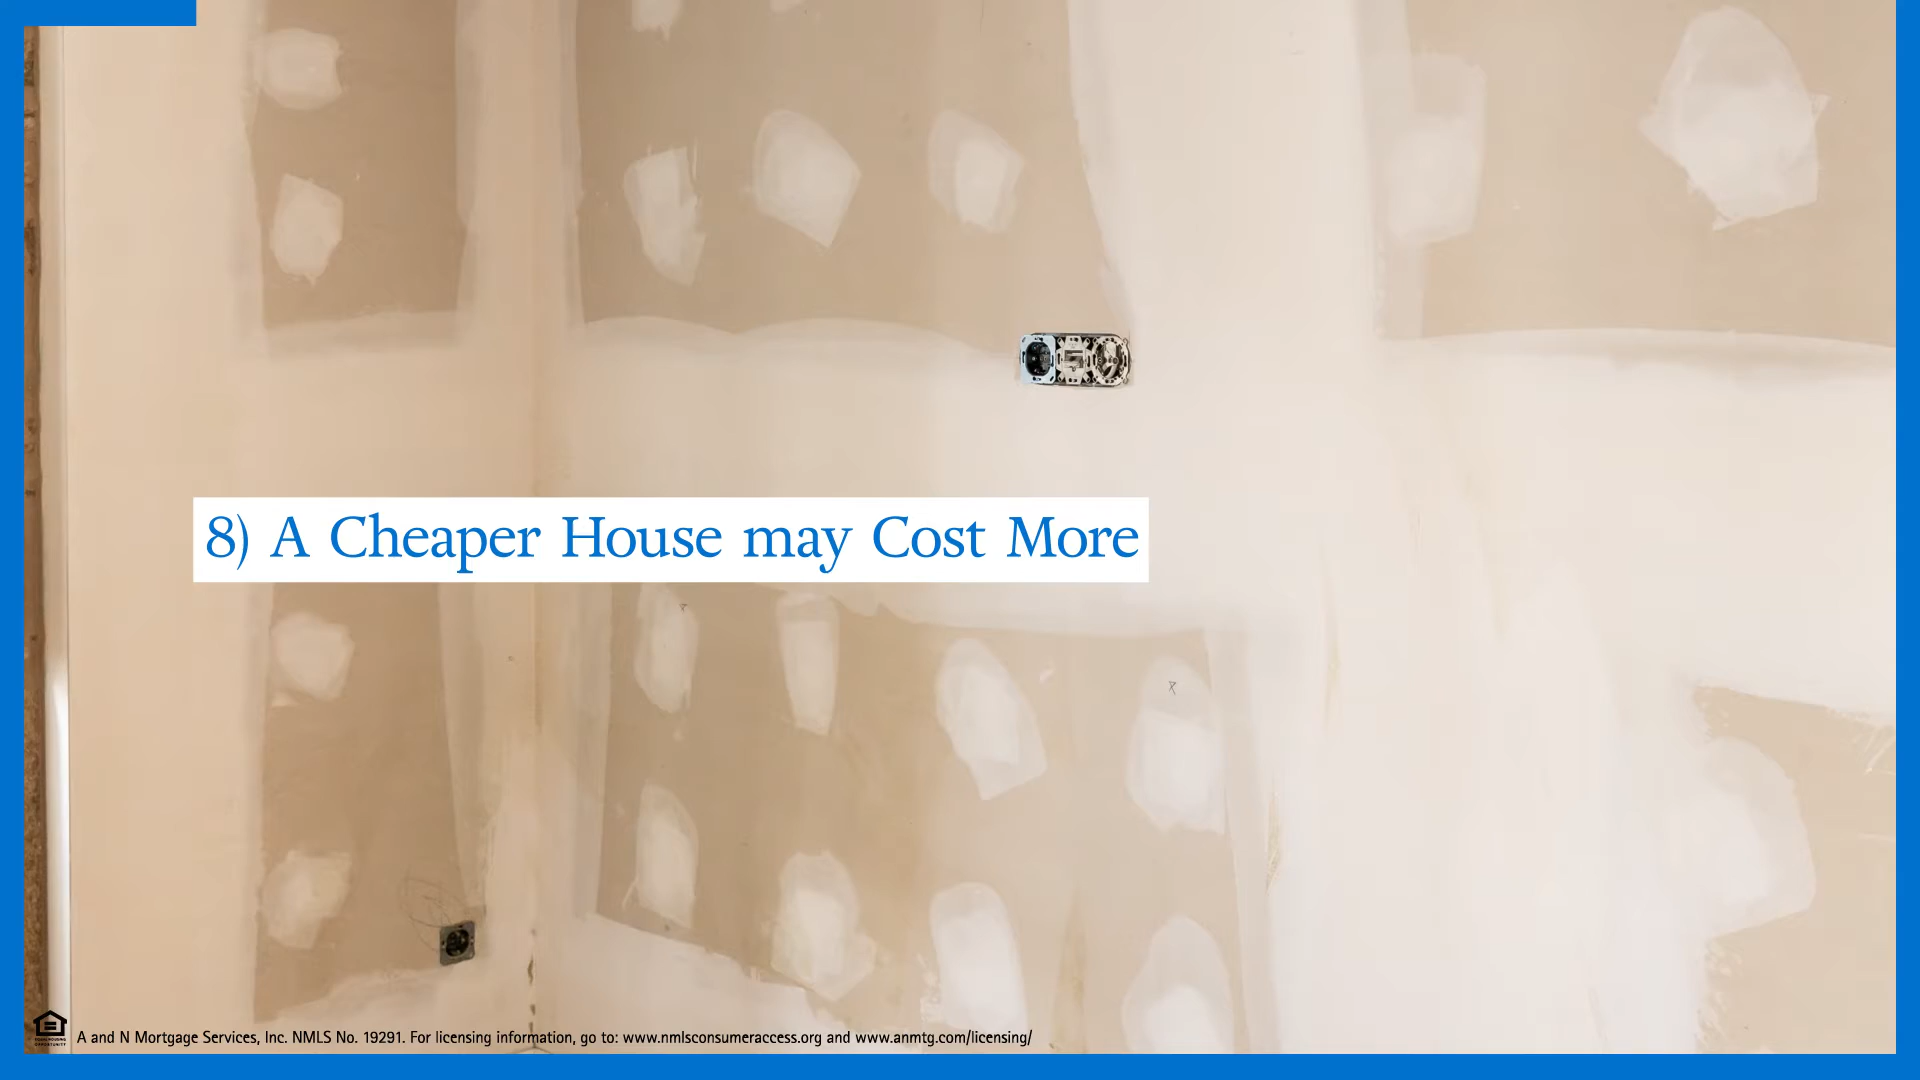 8) A Cheaper House may Cost More
A and N Mortgage Services, Inc. NMLS No. 19291. For licensing information, go to: www.nmlsconsumeraccess.org and www.anmtg.com/licensing/